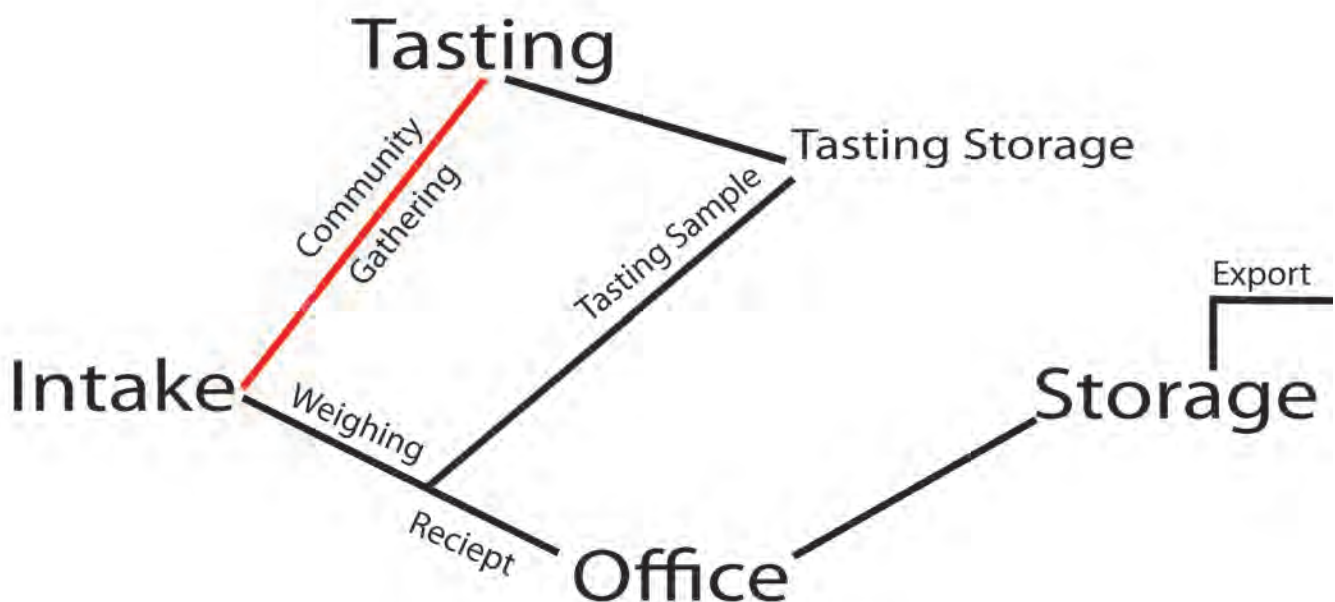 Tasting
Tasting Storage
Community
Gathering
Tasting Sample
Export
Intake
Weighing
Storage
Reciept
Office